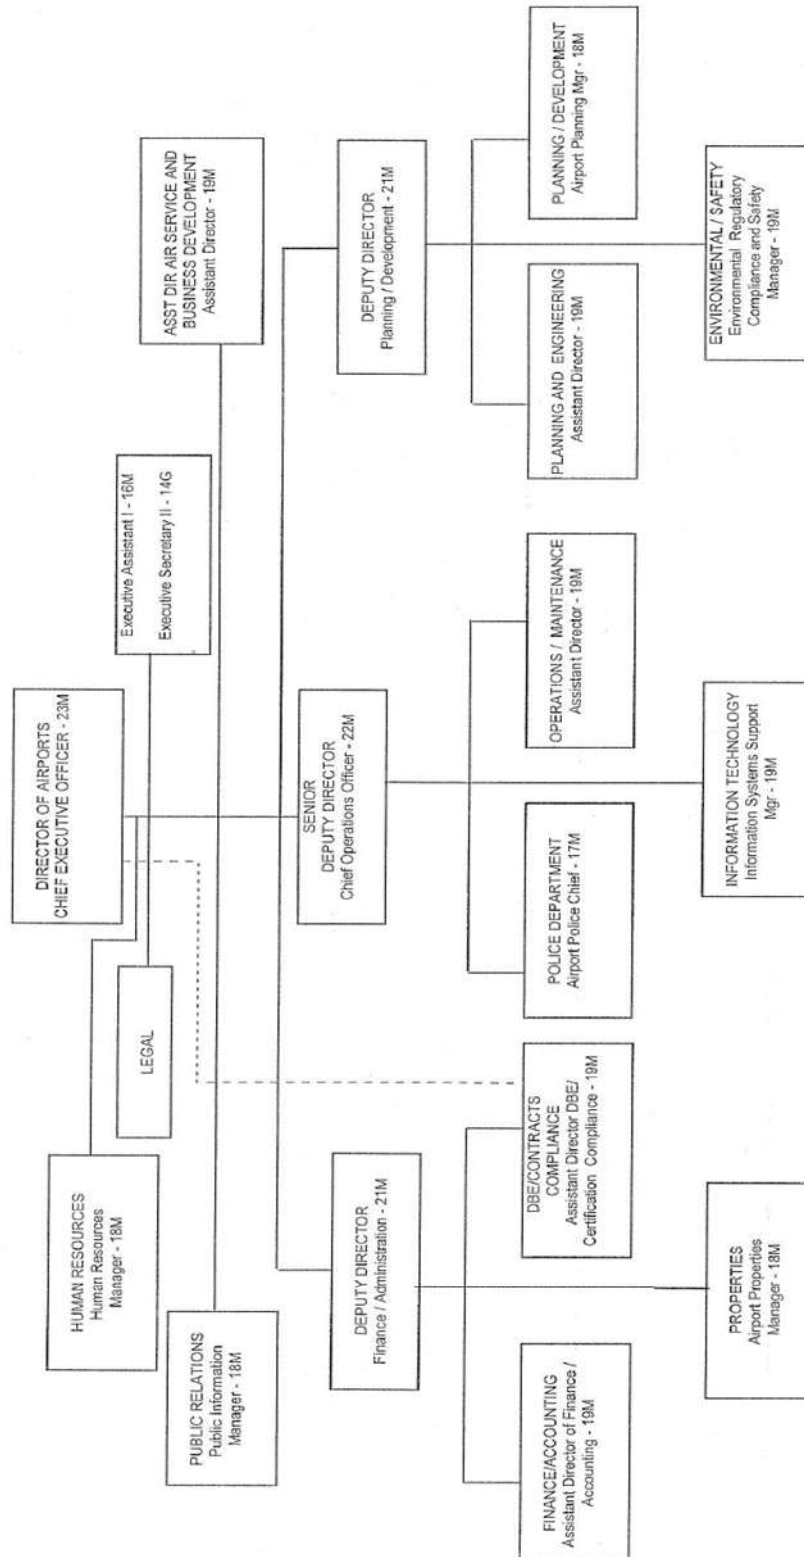 DIRECTOR OF AIRPORTS
CHIEF EXECUTIVE OFFICER - 23M
HUMAN RESOURCES
Human Resources
Manager - 18M
LEGAL
Executive Assistant I - 16M
Executive Secretary II - 14G
PUBLIC RELATIONS
Public Information
Manager - 18M
ASST DIR AIR SERVICE AND
BUSINESS DEVELOPMENT
Assistant Director - 19M
DEPUTY DIRECTOR
Finance / Administration - 21M
SENIOR
DEPUTY DIRECTOR
Chief Operations Officer - 22M
DEPUTY DIRECTOR
Planning / Development - 21M
FINANCE/ACCOUNTING
Assistant Director of Finance /
Accounting - 19M
DBE/CONTRACTS
COMPLIANCE
Assistant Director DBE/
Certification Compliance - 19M
POLICE DEPARTMENT
Airport Police Chief - 17M
OPERATIONS / MAINTENANCE
Assistant Director - 19M
PLANNING AND ENGINEERING
Assistant Director - 19M
PLANNING / DEVELOPMENT
Airport Planning Mgr - 18M
PROPERTIES
Airport Properties
Manager - 18M
INFORMATION TECHNOLOGY
Information Systems Support
Mgr - 19M
ENVIRONMENTAL / SAFETY
Environmental Regulatory
Compliance and Safety
Manager - 19M